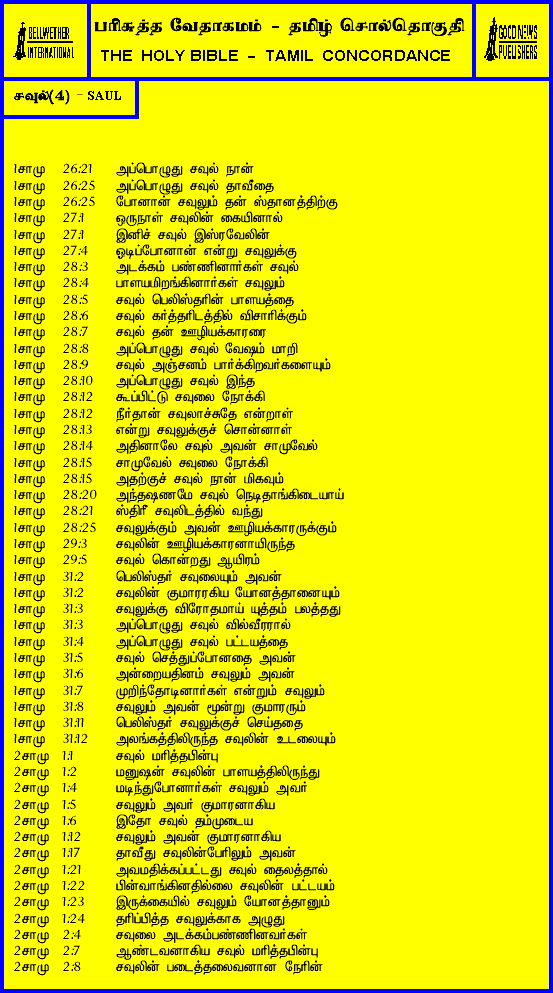 BELLWETHER
INTERNATIONAL
பரிசுத்த வேதாகமம் - தமிழ் சொல்தொகுதி
THE HOLY BIBLE - TAMIL CONCORDANCE
GOOD NEWS
PUBLISHERS
சவுல்(4) - SAUL
1சாமு 26:21 அப்பொழுது சவுல் நான்
1சாமு 26:25 அப்பொழுது சவுல் தாவீதை
1சாமு 26:25 போனான் சவுலும் தன் ஸ்தானத்திற்கு
1சாமு 27:1 ஒருநாள் சவுலின் கையினால்
1சாமு 27:1 இனிச் சவுல் இஸ்ரவேலின்
1சாமு 27:4 ஓடிப்போனான் என்று சவுலுக்கு
1சாமு 28:3 அடக்கம் பண்ணினார்கள் சவுல்
1சாமு 28:4 பாளயமிறங்கினார்கள் சவுலும்
1சாமு 28:5 சவுல் பெலிஸ்தரின் பாளயத்தை
1சாமு 28:6 சவுல் கர்த்தரிடத்தில் விசாரிக்கும்
1சாமு 28:7 சவுல் தன் ஊழியக்காரரை
1சாமு 28:8 அப்பொழுது சவுல் வேஷம் மாறி
1சாமு 28:9 சவுல் அஞ்சனம் பார்க்கிறவர்களையும்
1சாமு 28:10 அப்பொழுது சவுல் இந்த
1சாமு 28:12 கூப்பிட்டு சவுலை நோக்கி
1சாமு 28:12 நீர்தான் சவுலாச்சுதே என்றாள்
1சாமு 28:13 என்று சவுலுக்குச் சொன்னாள்
1சாமு 28:14 அதினாலே சவுல் அவன் சாமுவேல்
1சாமு 28:15 சாமுவேல் சவுலை நோக்கி
1சாமு 28:15 அதற்குச் சவுல் நான் மிகவும்
1சாமு 28:20 அந்தக்ஷணமே சவுல் நெடிதாங்கிடையாய்
1சாமு 28:21 ஸ்திரீ சவுலிடத்தில் வந்து
1சாமு 28:25 சவுலுக்கும் அவன் ஊழியக்காரருக்கும்
1சாமு 29:3 சவுலின் ஊழியக்காரனாயிருந்த
1சாமு 29:5 சவுல் கொன்றது ஆயிரம்
1சாமு 31:2 பெலிஸ்தர் சவுலையும் அவன்
1சாமு 31:2 சவுலின் குமாரரகிய யோனத்தானையும்
1சாமு 31:3 சவுலுக்கு விரோதமாய் யுத்தம் பலத்தது
1சாமு 31:3 அப்பொழுது சவுல் வில்வீரரால்
1சாமு 31:4 அப்பொழுது சவுல் பட்டயத்தை
1சாமு 31:5 சவுல் செத்துப்போனதை அவன்
1சாமு 31:6 அன்றையதினம் சவுலும் அவன்
1சாமு 31:7 முறிந்தோடினார்கள் என்றும் சவுலும்
1சாமு 31:8 சவுலும் அவன் மூன்று குமாரரும்
1சாமு 31:11 பெலிஸ்தர் சவுலுக்குச் செய்ததை
1சாமு 31:12 அலங்கத்திலிருந்த சவுலின் உடலையும்
2சாமு 1:1 சவுல் மரித்தபின்பு
2சாமு 1:2 மனுஷன் சவுலின் பாளயத்திலிருந்து
2சாமு 1:4 மடிந்துபோனார்கள் சவுலும் அவர்
2சாமு 1:5 சவுலும் அவர் குமாரனாகிய
2சாமு 1:6 இதோ சவுல் தம்முடைய
2சாமு 1:12 சவுலும் அவன் குமாரனாகிய
2சாமு 1:17 தாவீது சவுலின்பேரிலும் அவன்
2சாமு 1:21 அவமதிக்கப்பட்டது சவுல் தைலத்தால்
2சாமு 1:22 பின்வாங்கினதில்லை சவுலின் பட்டயம்
2சாமு 1:23 இருக்கையில் சவுலும் யோனத்தானும்
2சாமு 1:24 தரிப்பித்த சவுலுக்காக அழுது
2சாமு 2:4 சவுலை அடக்கம்பண்ணினவர்கள்
2சாமு 2:7 ஆண்டவனாகிய சவுல் மரித்தபின்பு
2சாமு 2:8 சவுலின் படைத்தலைவனான நேரின்